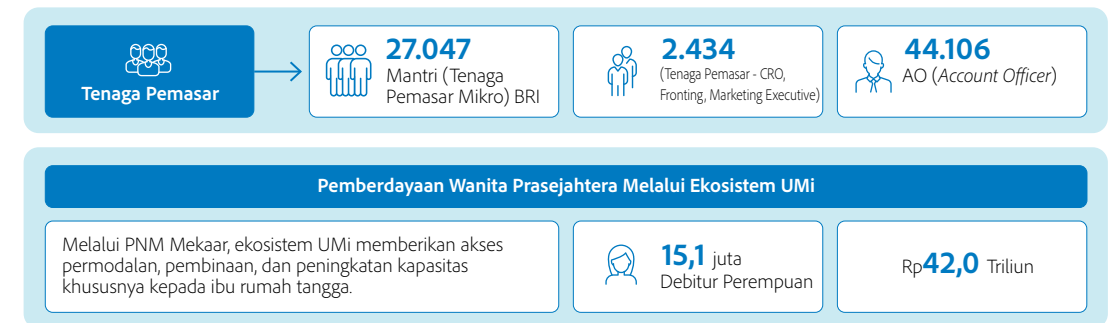 Tenaga Pemasar
27.047
Mantri (Tenaga
Pemasar Mikro) BRI
2.434
(Tenaga Pemasar - CRO,
Fronting, Marketing Executive)
44.106
AO (Account Officer)
Pemberdayaan Wanita Prasejahtera Melalui Ekosistem UMi
Melalui PNM Mekaar, ekosistem UMi memberikan akses
permodalan, pembinaan, dan peningkatan kapasitas
khususnya kepada ibu rumah tangga.
15,1 juta
Debitur Perempuan
Rp42,0 Triliun